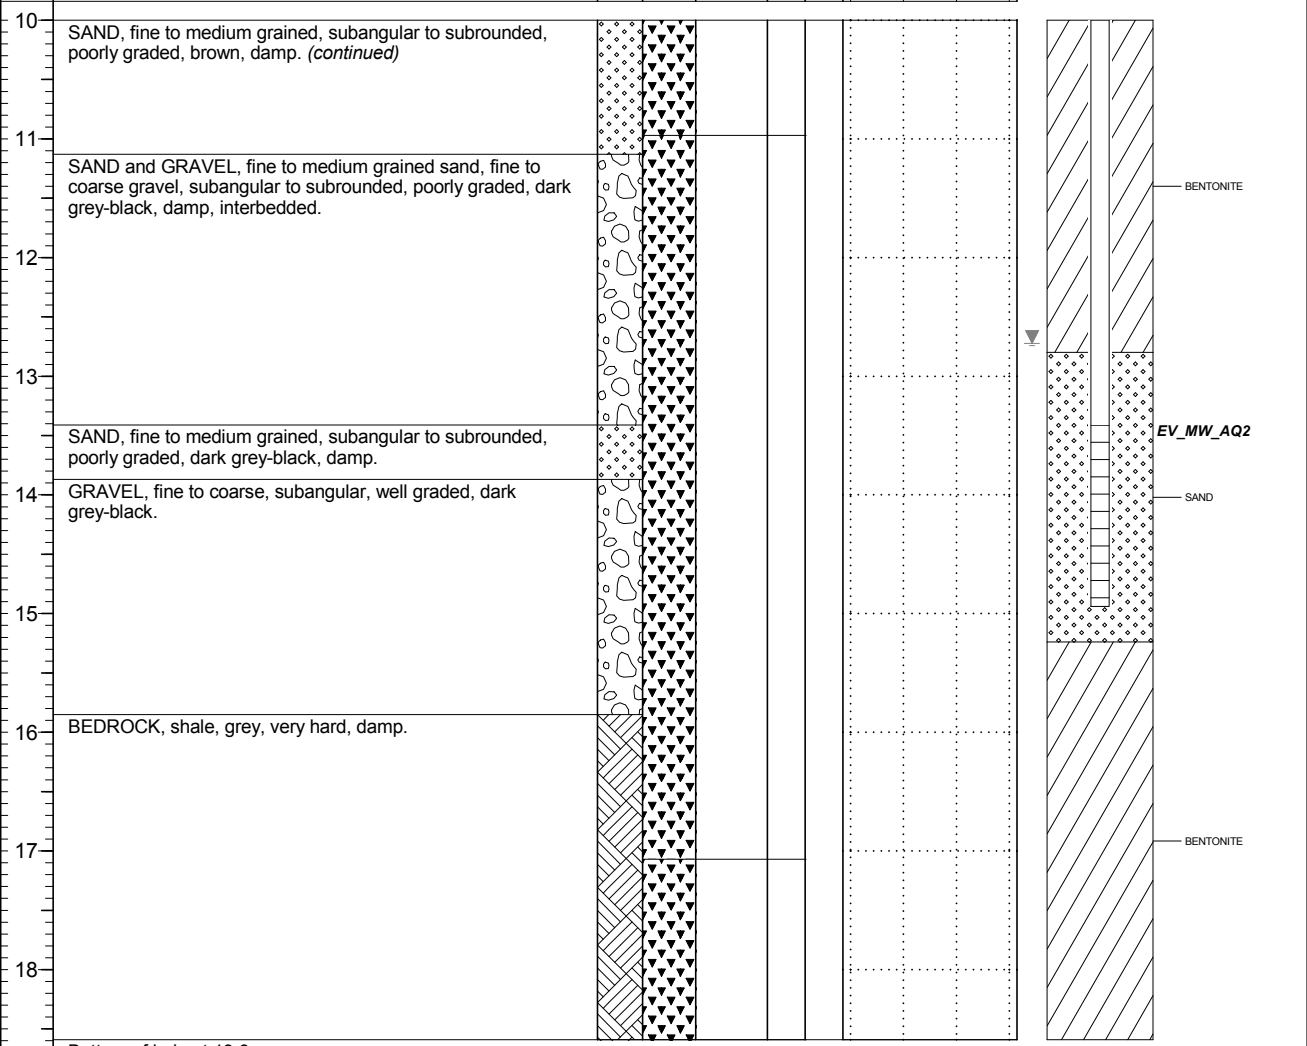 10
SAND, fine to medium grained, subangular to subrounded,
poorly graded, brown, damp. (continued)
11
SAND and GRAVEL, fine to medium grained sand, fine to
coarse gravel, subangular to subrounded, poorly graded, dark
grey-black, damp, interbedded.
BENTONITE
12
13
SAND, fine to medium grained, subangular to subrounded,
poorly graded, dark grey-black, damp.
EV_MW_AQ2
14
GRAVEL, fine to coarse, subangular, well graded, dark
grey-black.
SAND
15
16
BEDROCK, shale, grey, very hard, damp.
17
BENTONITE
18